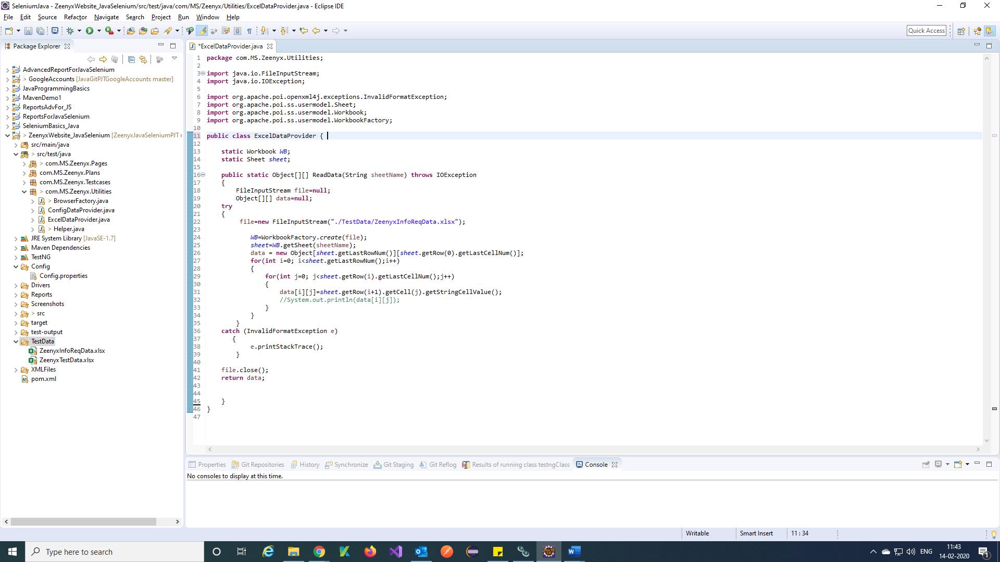 SeleniumJava - ZeenyxWebsite_JavaSelenium/src/test/java/com/MS/Zeenyx/Utilities/ExcelDataProvider.java - Eclipse IDE
File Edit Source Refactor Navigate Search Project Run Window Help
Quick Access
Package Explorer
AdvancedReportForJavaSelenium
> GoogleAccounts [JavaGitPJTGoogleAccounts master]
JavaProgrammingBasics
MavenDemo1
ReportsAdvFor_JS
ReportsForJavaSelenium
SeleniumBasics_Java
> ZeenyxWebsite_JavaSelenium [ZeenyxJavaSeleniumPJT r
src/main/java
> src/test/java
> com.MS.Zeenyx.Pages
com.MS.Zeenyx.Plans
com.MS.Zeenyx.Testcases
> com.MS.Zeenyx.Utilities
> BrowserFactory.java
ConfigDataProvider.java
ExcelDataProvider.java
> Helper.java
JRE System Library [JavaSE-1.7]
Maven Dependencies
TestNG
Config
Config.properties
Drivers
Reports
Screenshots
> src
target
test-output
TestData
ZeenyxInfoReqData.xlsx
ZeenyxTestData.xlsx
XMLFiles
pom.xml
*ExcelDataProvider.java
1 package com.MS.Zeenyx.Utilities;
2
3 import java.io.FileInputStream;
4 import java.io.IOException;
5
6 import org.apache.poi.openxml4j.exceptions.InvalidFormatException;
7 import org.apache.poi.ss.usermodel.Sheet;
8 import org.apache.poi.ss.usermodel.Workbook;
9 import org.apache.poi.ss.usermodel.WorkbookFactory;
10
11 public class ExcelDataProvider {
12
13 static Workbook WB;
14 static Sheet sheet;
15
16 public static Object[][] ReadData(String sheetName) throws IOException
17 {
18 FileInputStream file=null;
19 Object[][] data=null;
20 try
21 {
22 file=new FileInputStream("./TestData/ZeenyxInfoReqData.xlsx");
23
24 WB=WorkbookFactory.create(file);
25 sheet=WB.getSheet(sheetName);
26 data = new Object[sheet.getLastRowNum()][sheet.getRow(0).getLastCellNum()];
27 for(int i=0; i<sheet.getLastRowNum();i++)
28 {
29 for(int j=0; j<sheet.getRow(i).getLastCellNum();j++)
30 {
31 data[i][j]=sheet.getRow(i+1).getCell(j).getStringCellValue();
32 //System.out.println(data[i][j]);
33 }
34 }
35 }
36 catch (InvalidFormatException e)
37 {
38 e.printStackTrace();
39 }
40
41 file.close();
42 return data;
43
44
45 }
46 }
47
Properties Git Repositories History Synchronize Git Staging Git Reflog Results of running class testngClass Console
No consoles to display at this time.
Writable Smart Insert 11 : 34
Type here to search
ENG
11:43
14-02-2020
1